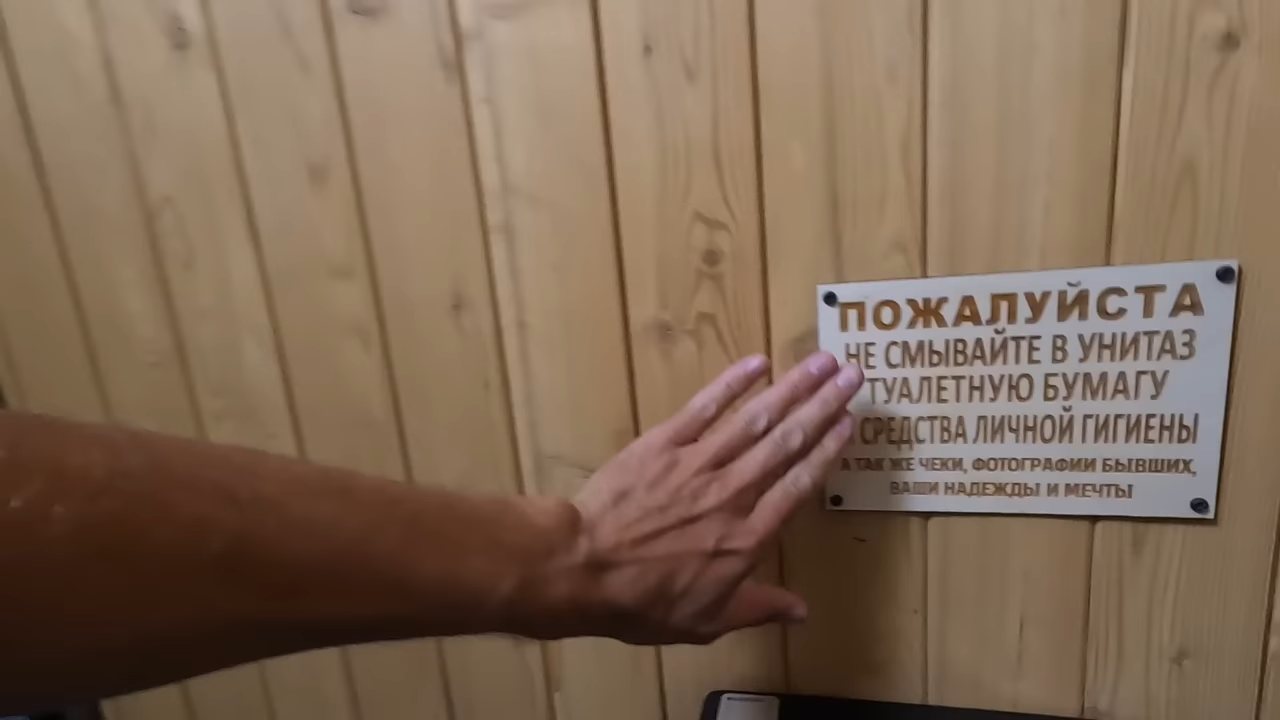 ПОЖАЛУЙСТА
НЕ СМЫВАЙТЕ В УНИТАЗ
ТУАЛЕТНУЮ БУМАГУ
СРЕДСТВА ЛИЧНОЙ ГИГИЕНЫ
А ТАК ЖЕ ЧЕКИ, ФОТОГРАФИИ БЫВШИХ,
ВАШИ НАДЕЖДЫ И МЕЧТЫ